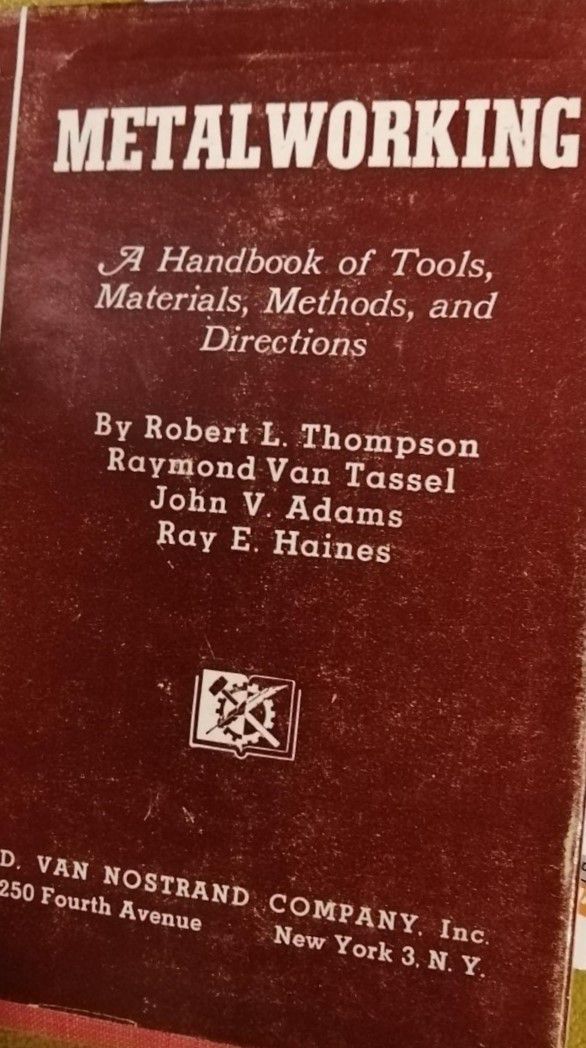 METALWORKING
A Handbook of Tools,
Materials, Methods, and
Directions
By Robert L. Thompson
Raymond Van Tassel
John V. Adams
Ray E. Haines
D. VAN NOSTRAND COMPANY, Inc.
250 Fourth Avenue New York 3, N. Y.